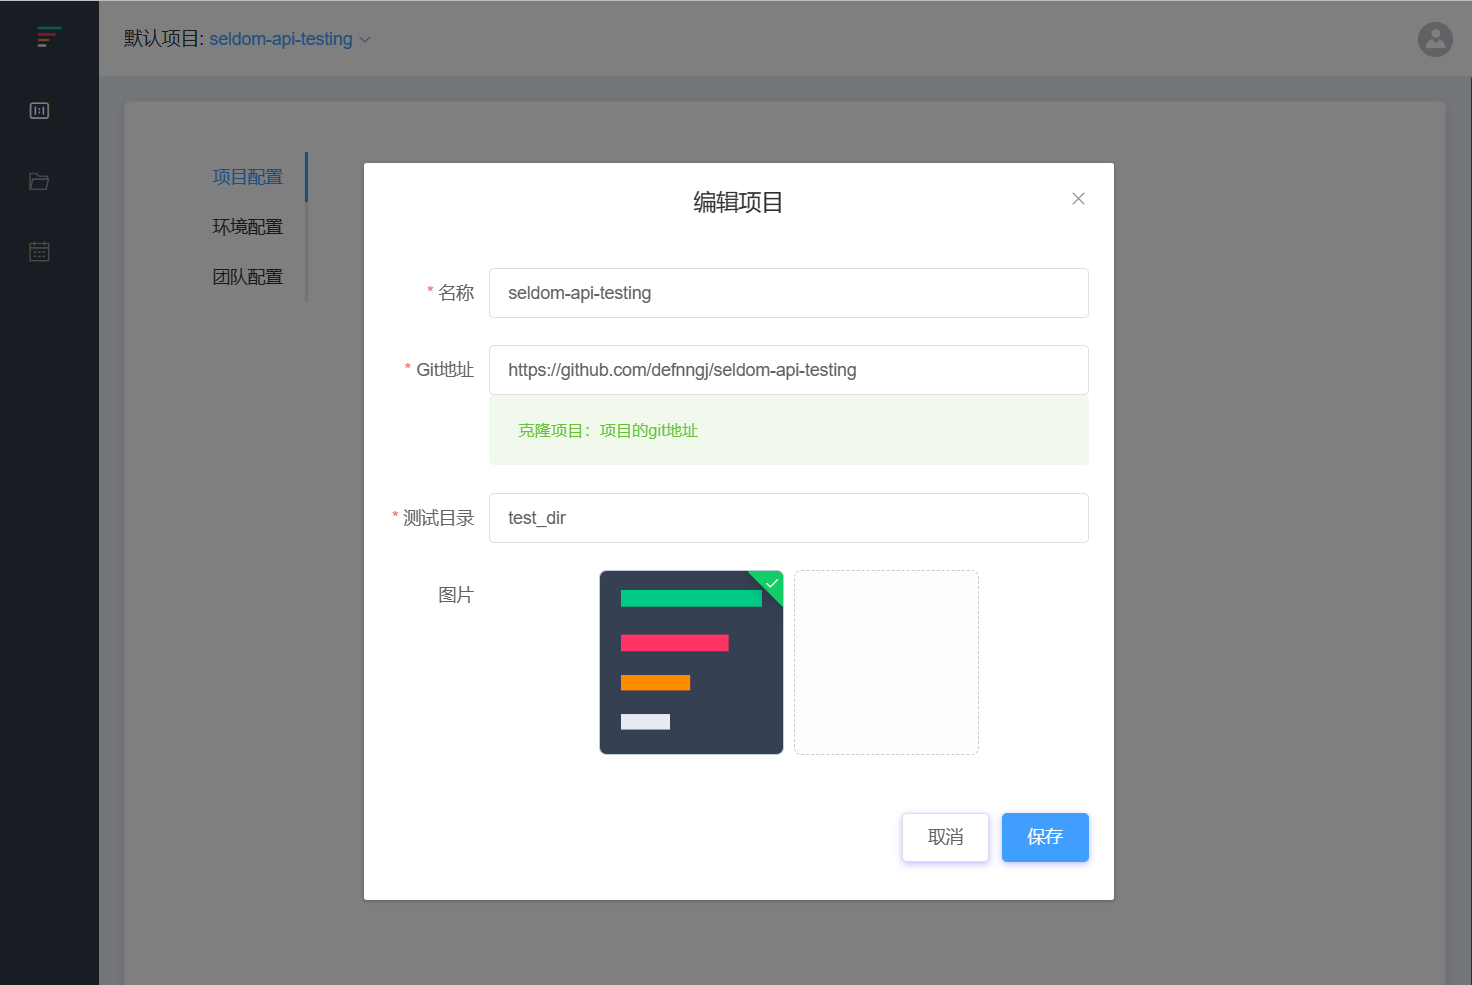 默认项目: seldom-api-testing
项目配置
环境配置
团队配置
编辑项目
* 名称
seldom-api-testing
* Git地址
https://github.com/defnngj/seldom-api-testing
克隆项目：项目的git地址
* 测试目录
test_dir
图片
取消
保存